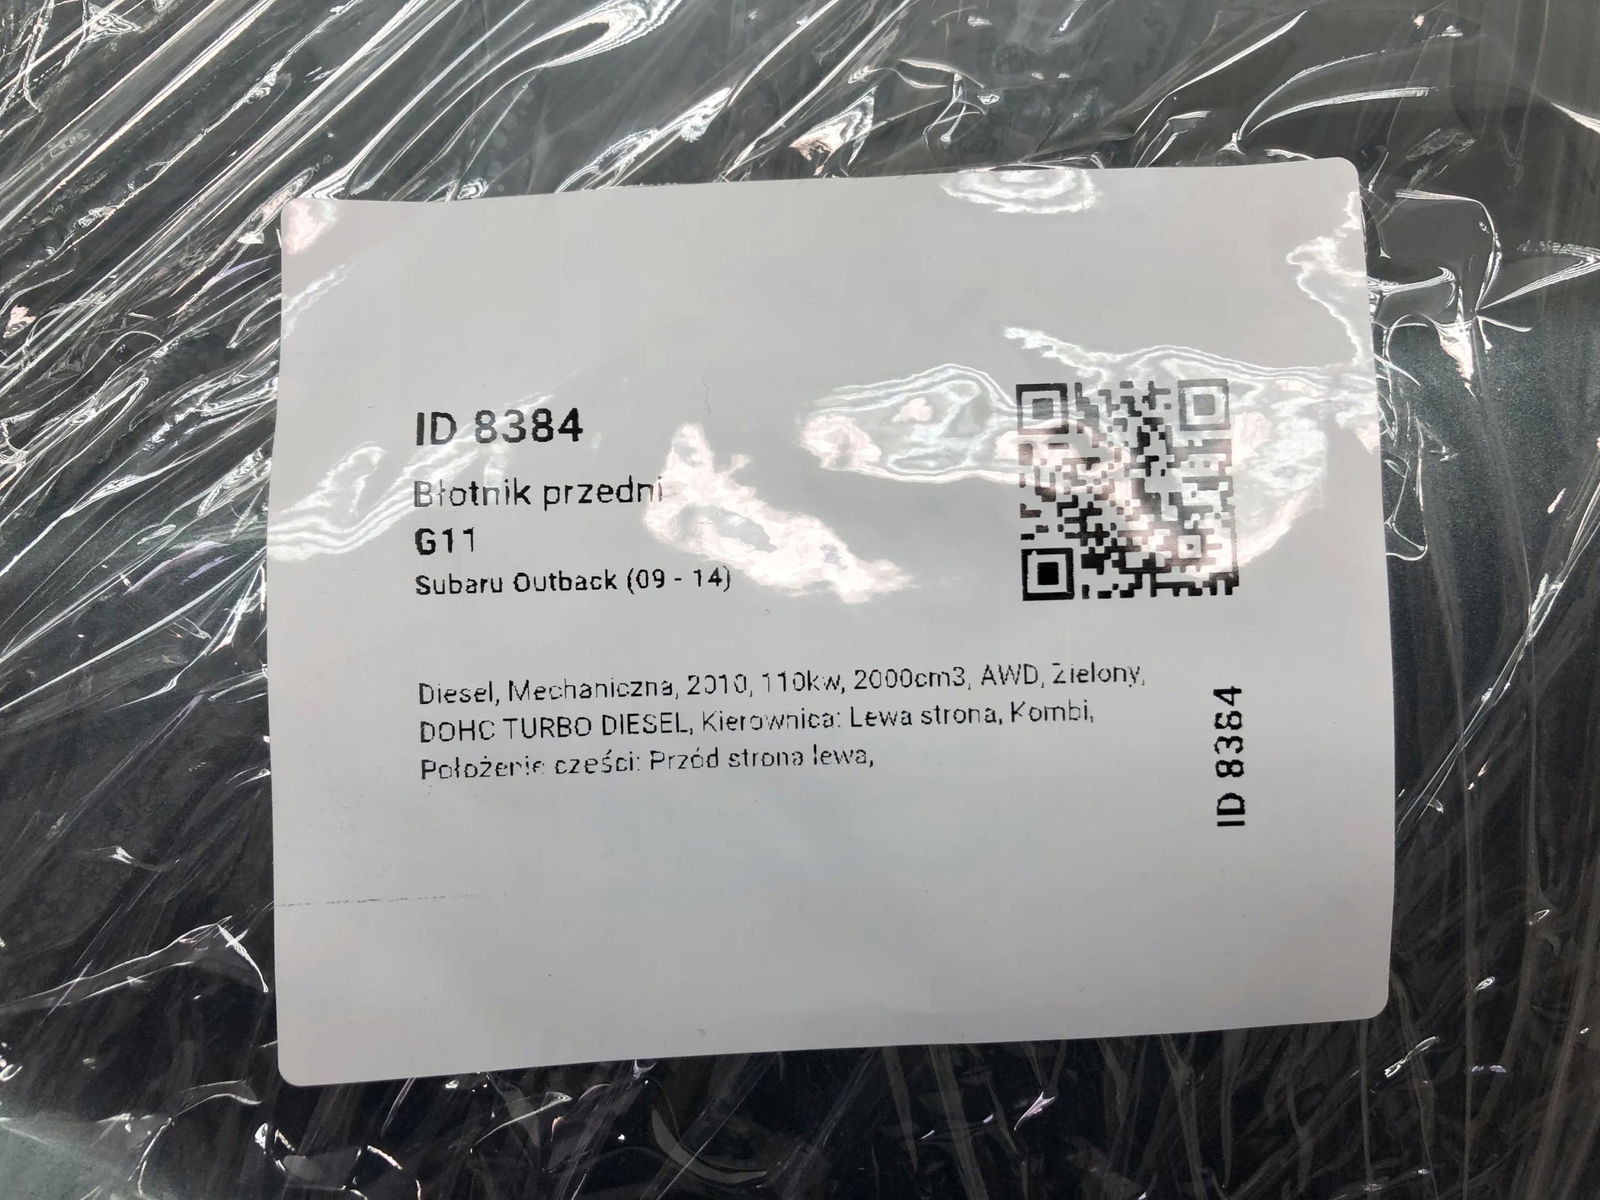 ID 8384
Błotnik przedni
G11
Subaru Outback (09 - 14)
Diesel, Mechaniczna, 2010, 110kw, 2000cm3, AWD, Zielony,
DOHC TURBO DIESEL, Kierownica: Lewa strona, Kombi,
Położenie części: Przód strona lewa,
ID 8384